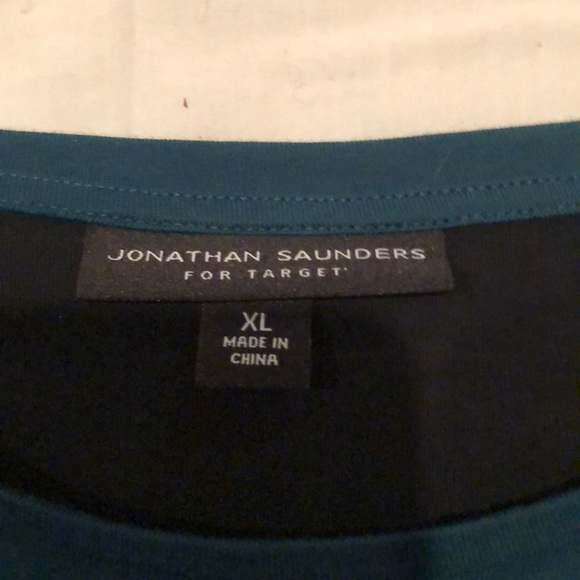 JONATHAN SAUNDERS
FOR TARGET
XL
MADE IN
CHINA